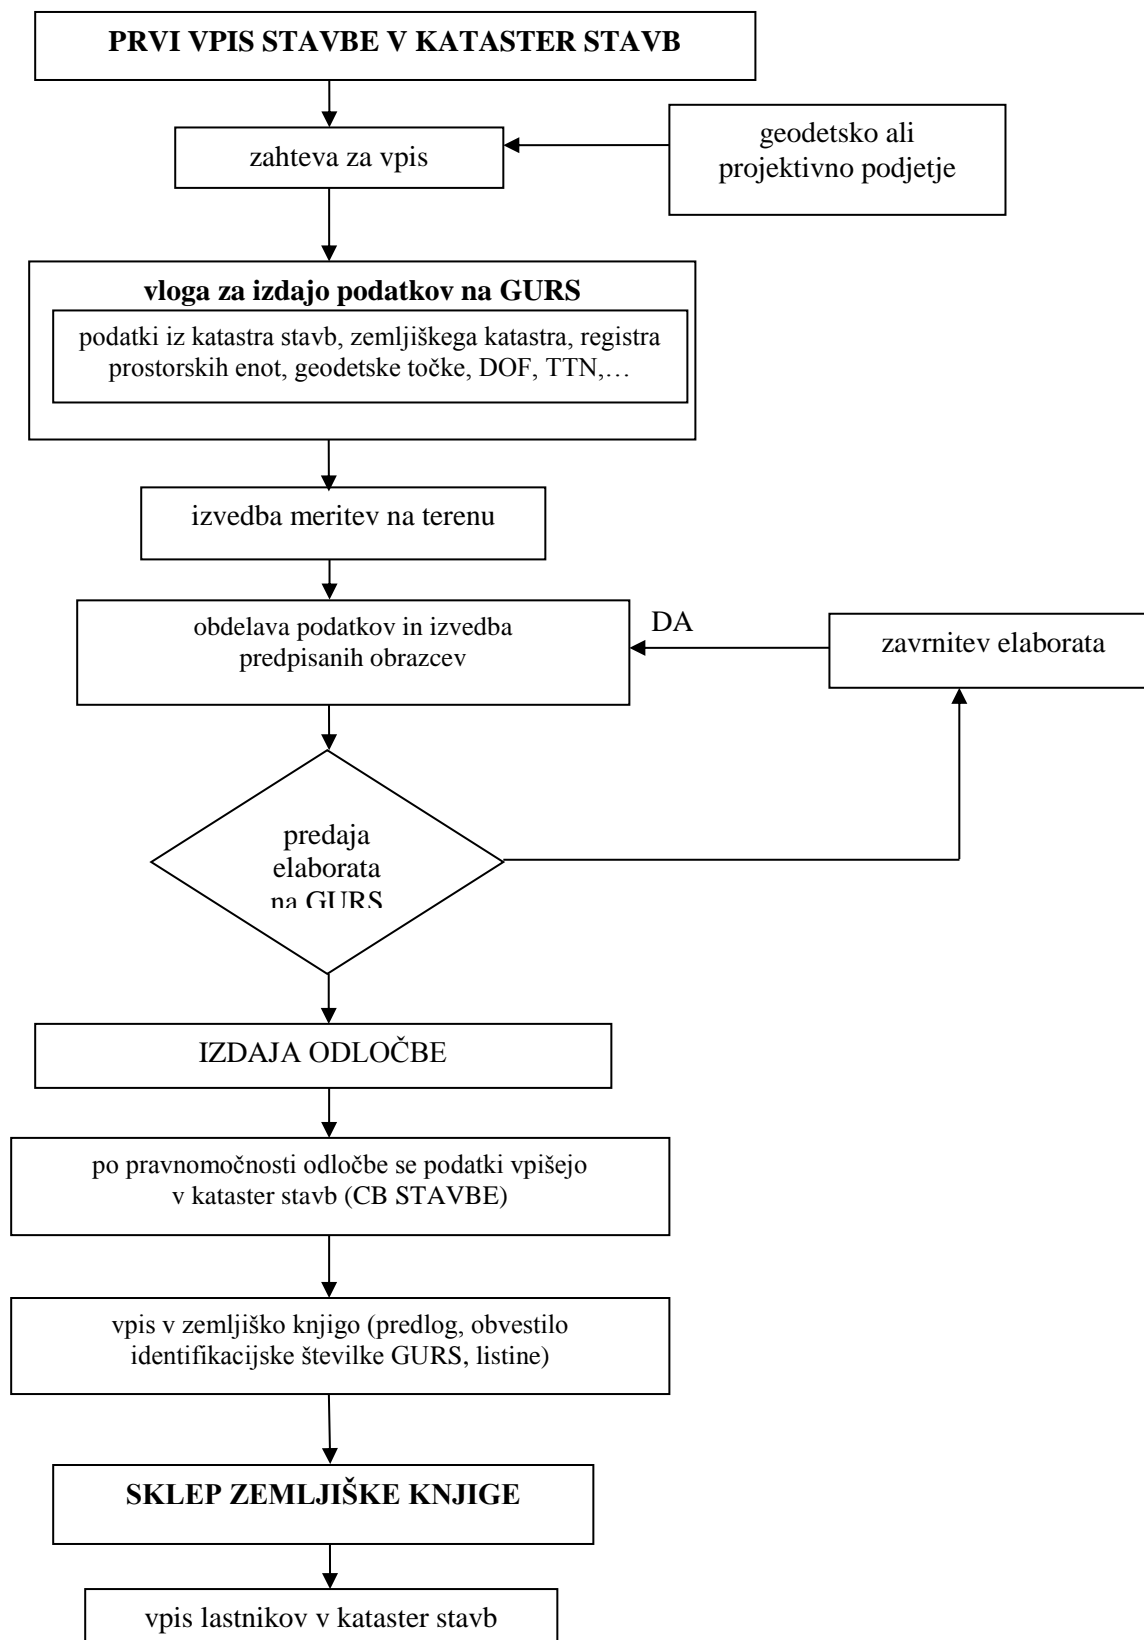 PRVI VPIS STAVBE V KATASTER STAVB
zahteva za vpis
geodetsko ali
projektivno podjetje
vloga za izdajo podatkov na GURS
podatki iz katastra stavb, zemljiškega katastra, registra
prostorskih enot, geodetske točke, DOF, TTN,…
izvedba meritev na terenu
obdelava podatkov in izvedba
predpisanih obrazcev
DA
zavrnitev elaborata
predaja
elaborata
na GURS
IZDAJA ODLOČBE
po pravnomočnosti odločbe se podatki vpišejo
v kataster stavb (CB STAVBE)
vpis v zemljiško knjigo (predlog, obvestilo
identifikacijske številke GURS, listine)
SKLEP ZEMLJIŠKE KNJIGE
vpis lastnikov v kataster stavb